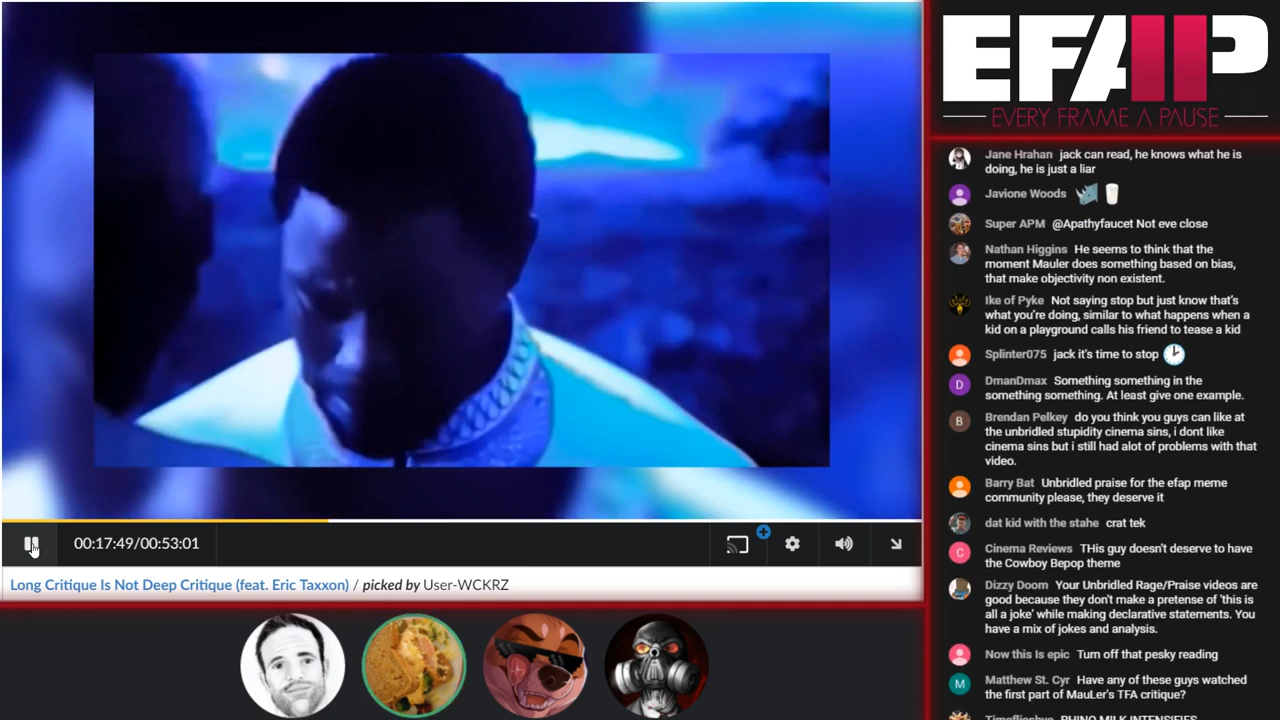 EFAP
EVERY FRAME A PAUSE
Jane Hrahan jack can read, he knows what he is
doing, he is just a liar
Javione Woods
Super APM @Apathyfaucet Not eve close
Nathan Higgins He seems to think that the
moment Mauler does something based on bias,
that make objectivity non existent.
Ike of Pyke Not saying stop but just know that's
what you're doing, similar to what happens when a
kid on a playground calls his friend to tease a kid
Splinter075 jack it's time to stop
D
DmanDmax Something something in the
something something. At least give one example.
B
Brendan Pelkey do you think you guys can like at
the unbridled stupidity cinema sins, i dont like
cinema sins but i still had alot of problems with that
video.
Barry Bat Unbridled praise for the efap meme
community please, they deserve it
dat kid with the stahe crat tek
C
Cinema Reviews THis guy doesn't deserve to have
the Cowboy Bepop theme
Dizzy Doom Your Unbridled Rage/Praise videos are
good because they don't make a pretense of 'this is
all a joke' while making declarative statements. You
have a mix of jokes and analysis.
Now this Is epic Turn off that pesky reading
M
Matthew St. Cyr Have any of these guys watched
the first part of MauLer's TFA critique?
RHINO MILK INTENSIFIES
00:17:49/00:53:01
Long Critique Is Not Deep Critique (feat. Eric Taxxon) / picked by User-WCKRZ